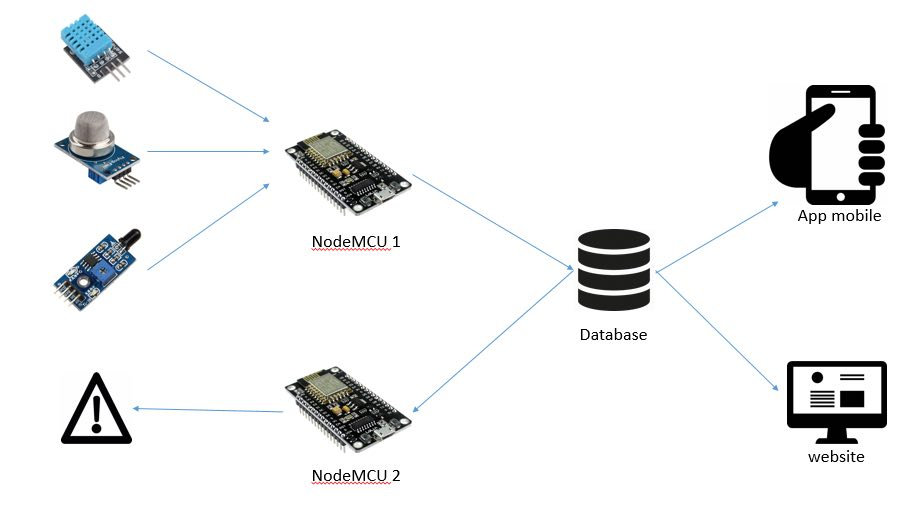 App mobile
NodeMCU 1
Database
website
NodeMCU 2